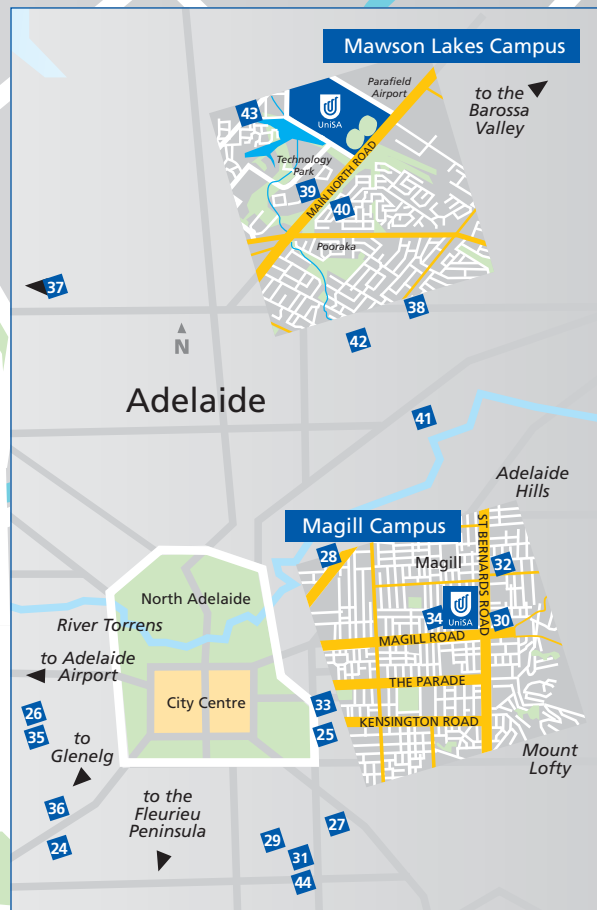 Mawson Lakes Campus
Parafield
Airport
to the
Barossa
Valley
43
UniSA
Technology
Park
39
MAIN NORTH ROAD
40
Pooraka
37
38
42
N
Adelaide
41
Adelaide
Hills
Magill Campus
28
Magill
ST BERNARDS ROAD
32
North Adelaide
34
UniSA
30
River Torrens
MAGILL ROAD
to Adelaide
Airport
THE PARADE
City Centre
33
26
KENSINGTON ROAD
35
25
to
Glenelg
Mount
Lofty
to the
Fleurieu
Peninsula
36
27
24
29
31
44